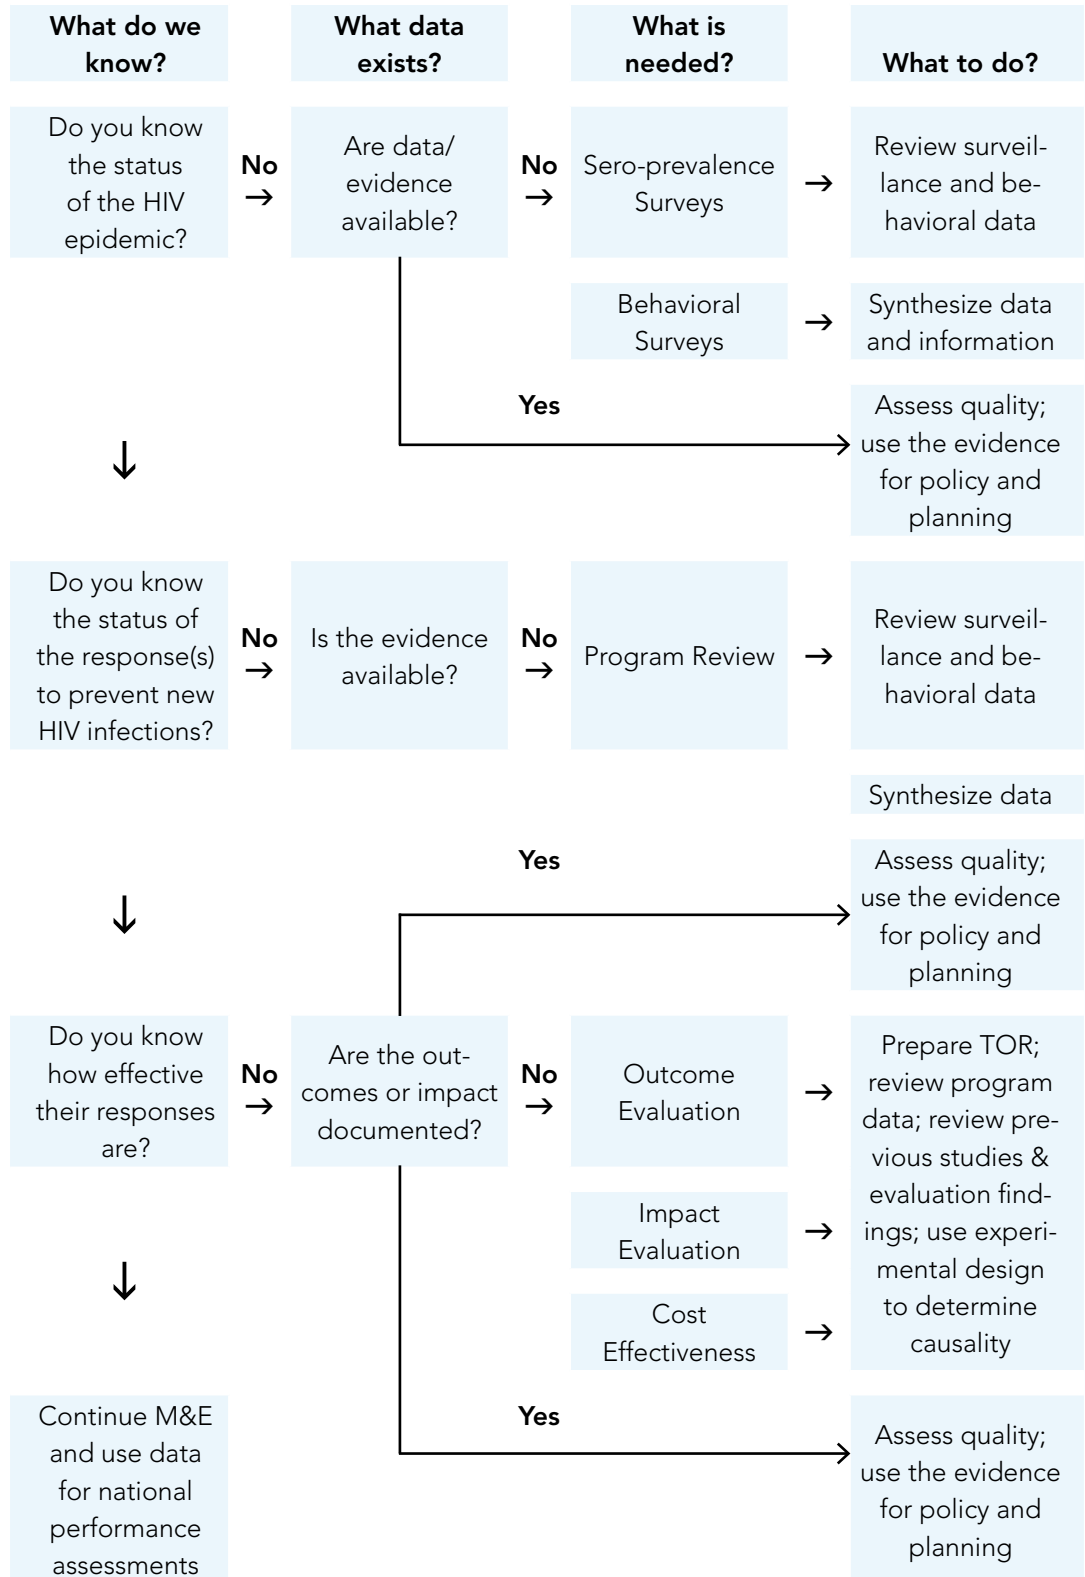 What do we
know?
What data
exists?
What is
needed?
What to do?
Do you know
the status
of the HIV
epidemic?
No
→
Are data/
evidence
available?
No
→
Sero-prevalence
Surveys
→
Review surveil-
lance and be-
havioral data
Behavioral
Surveys
→
Synthesize data
and information
Yes
Assess quality;
use the evidence
for policy and
planning
↓
Do you know
the status of
the response(s)
to prevent new
HIV infections?
No
→
Is the evidence
available?
No
→
Program Review
→
Review surveil-
lance and be-
havioral data
Synthesize data
Yes
Assess quality;
use the evidence
for policy and
planning
↓
Do you know
how effective
their responses
are?
No
→
Are the out-
comes or impact
documented?
No
→
Outcome
Evaluation
→
Impact
Evaluation
→
Cost
Effectiveness
→
Prepare TOR;
review program
data; review pre-
vious studies &
evaluation find-
ings; use experi-
mental design
to determine
causality
↓
Continue M&E
and use data
for national
performance
assessments
Yes
Assess quality;
use the evidence
for policy and
planning